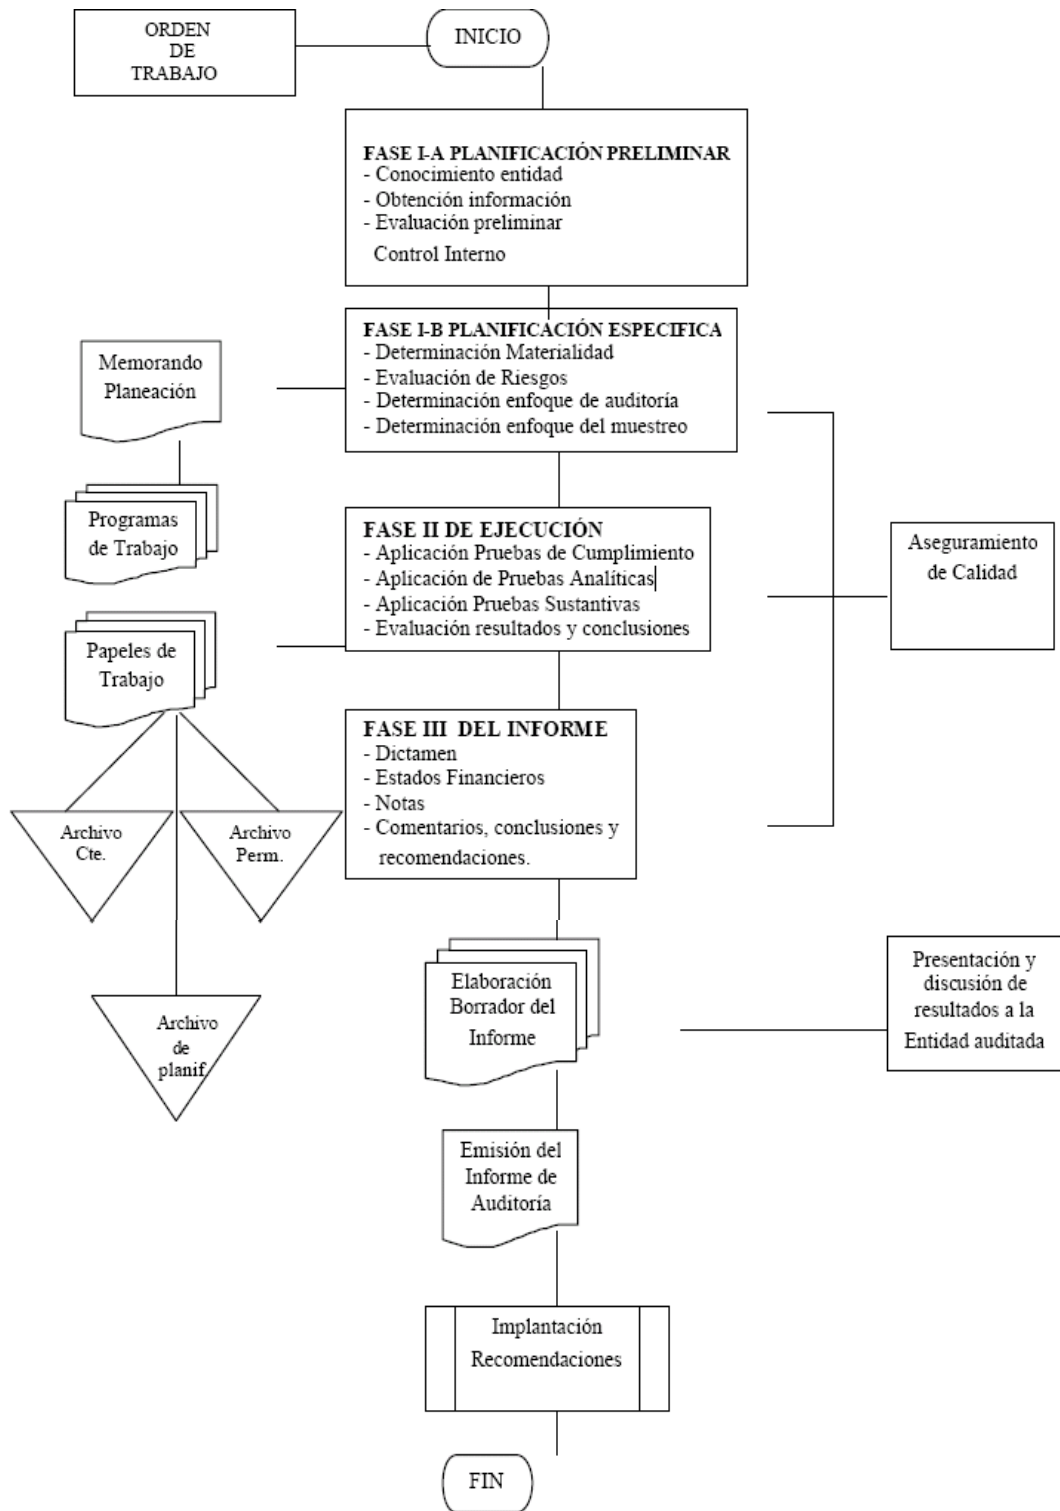 ORDEN
DE
TRABAJO
INICIO
FASE I-A PLANIFICACIÓN PRELIMINAR
- Conocimiento entidad
- Obtención información
- Evaluación preliminar
Control Interno
FASE I-B PLANIFICACIÓN ESPECIFICA
- Determinación Materialidad
- Evaluación de Riesgos
- Determinación enfoque de auditoría
- Determinación enfoque del muestreo
Memorando
Planeación
Programas
de Trabajo
FASE II DE EJECUCIÓN
- Aplicación Pruebas de Cumplimiento
- Aplicación de Pruebas Analíticas
- Aplicación Pruebas Sustantivas
- Evaluación resultados y conclusiones
Aseguramiento
de Calidad
Papeles de
Trabajo
FASE III DEL INFORME
- Dictamen
- Estados Financieros
- Notas
- Comentarios, conclusiones y
recomendaciones.
Archivo
Cte.
Archivo
Perm.
Archivo
de
planif.
Elaboración
Borrador del
Informe
Presentación y
discusión de
resultados a la
Entidad auditada
Emisión del
Informe de
Auditoría
Implantación
Recomendaciones
FIN